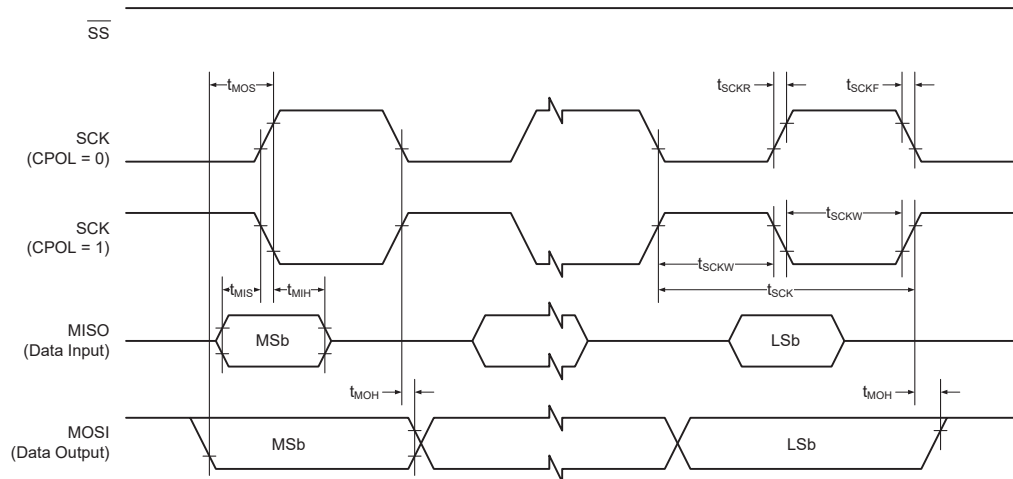 SS
tMOS
tSCKR
tSCKF
SCK
(CPOL = 0)
SCK
(CPOL = 1)
tSCKW
tSCKW
tSCK
tMIS
tMIH
MISO
(Data Input)
MSb
LSb
tMOH
tMOH
MOSI
(Data Output)
MSb
LSb